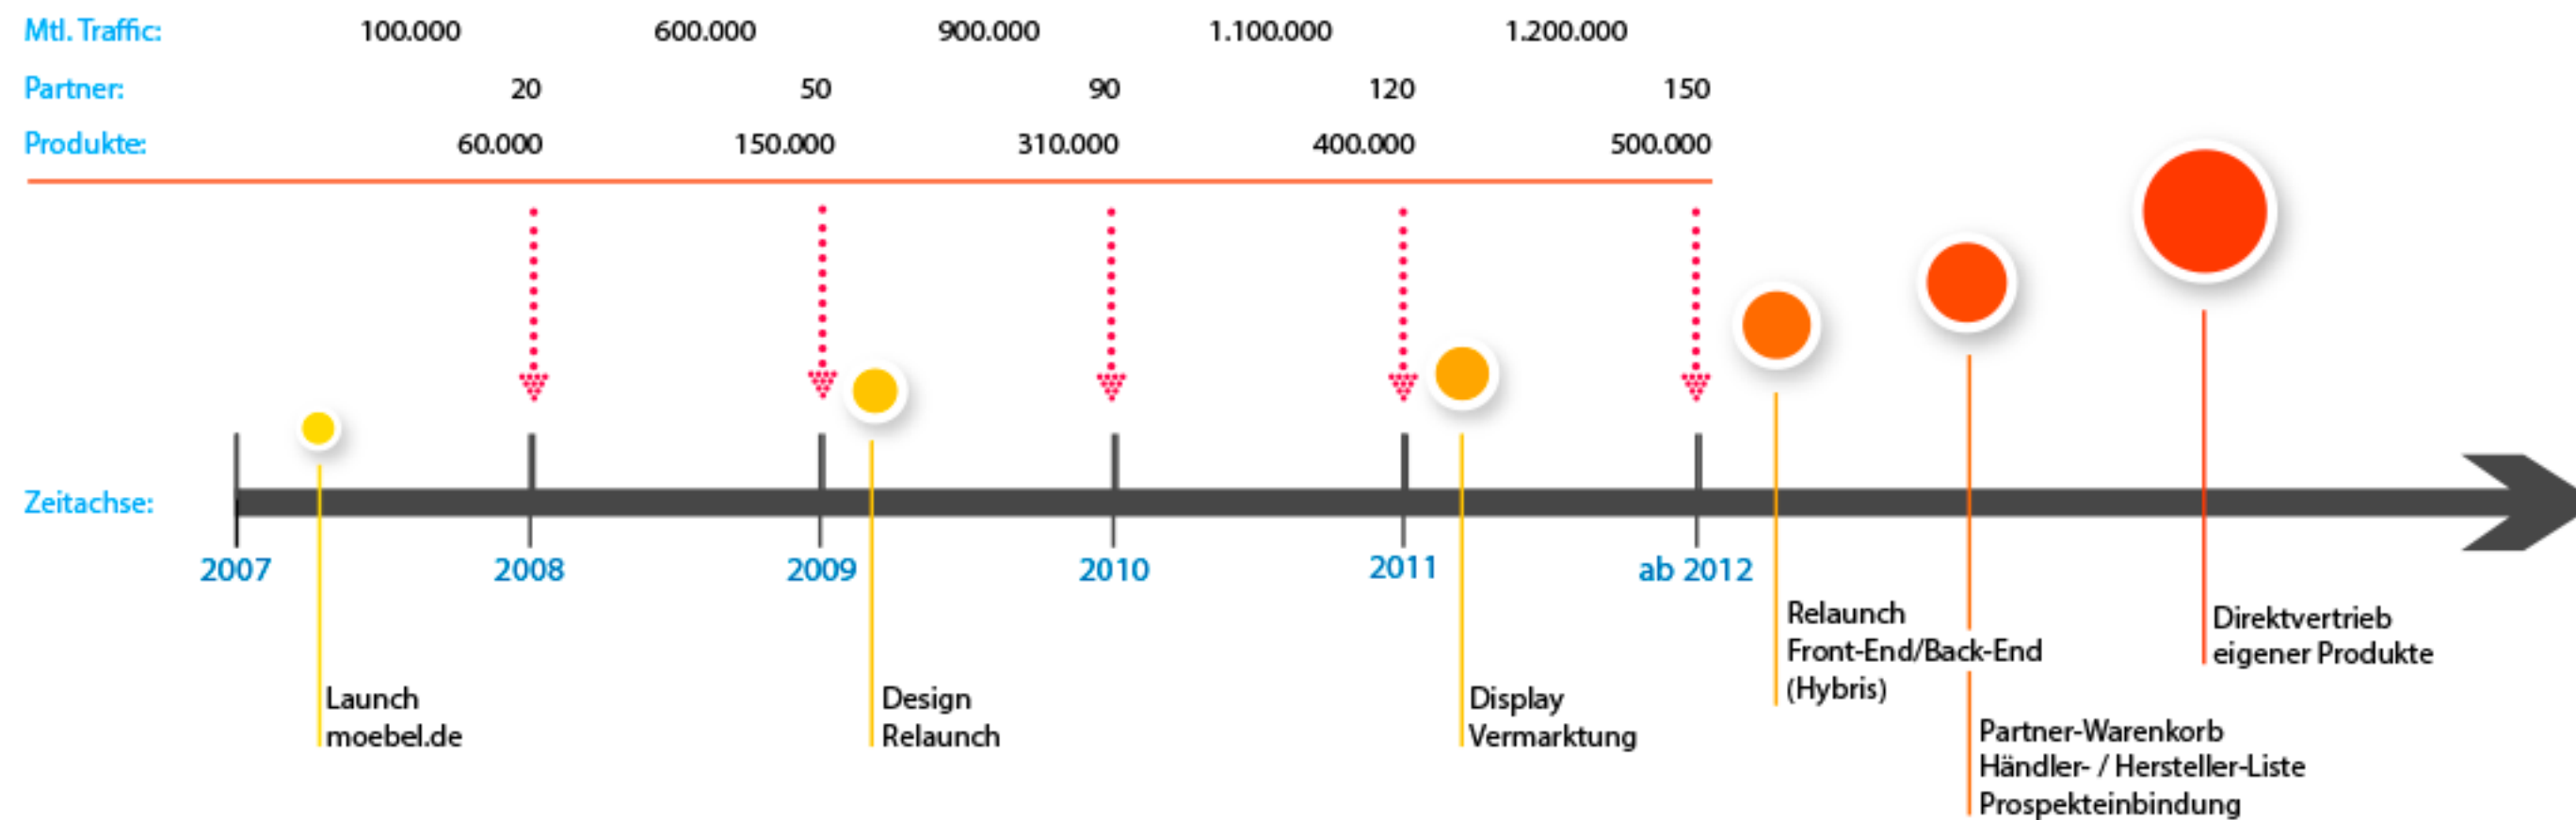 Mtl. Traffic: 100.000 600.000 900.000 1.100.000 1.200.000
Partner: 20 50 90 120 150
Produkte: 60.000 150.000 310.000 400.000 500.000
Zeitachse:
2007 2008 2009 2010 2011 ab 2012
Launch
moebel.de
Design
Relaunch
Display
Vermarktung
Relaunch
Front-End/Back-End
(Hybris)
Partner-Warenkorb
Händler- / Hersteller-Liste
Prospekteinbindung
Direktvertrieb
eigener Produkte